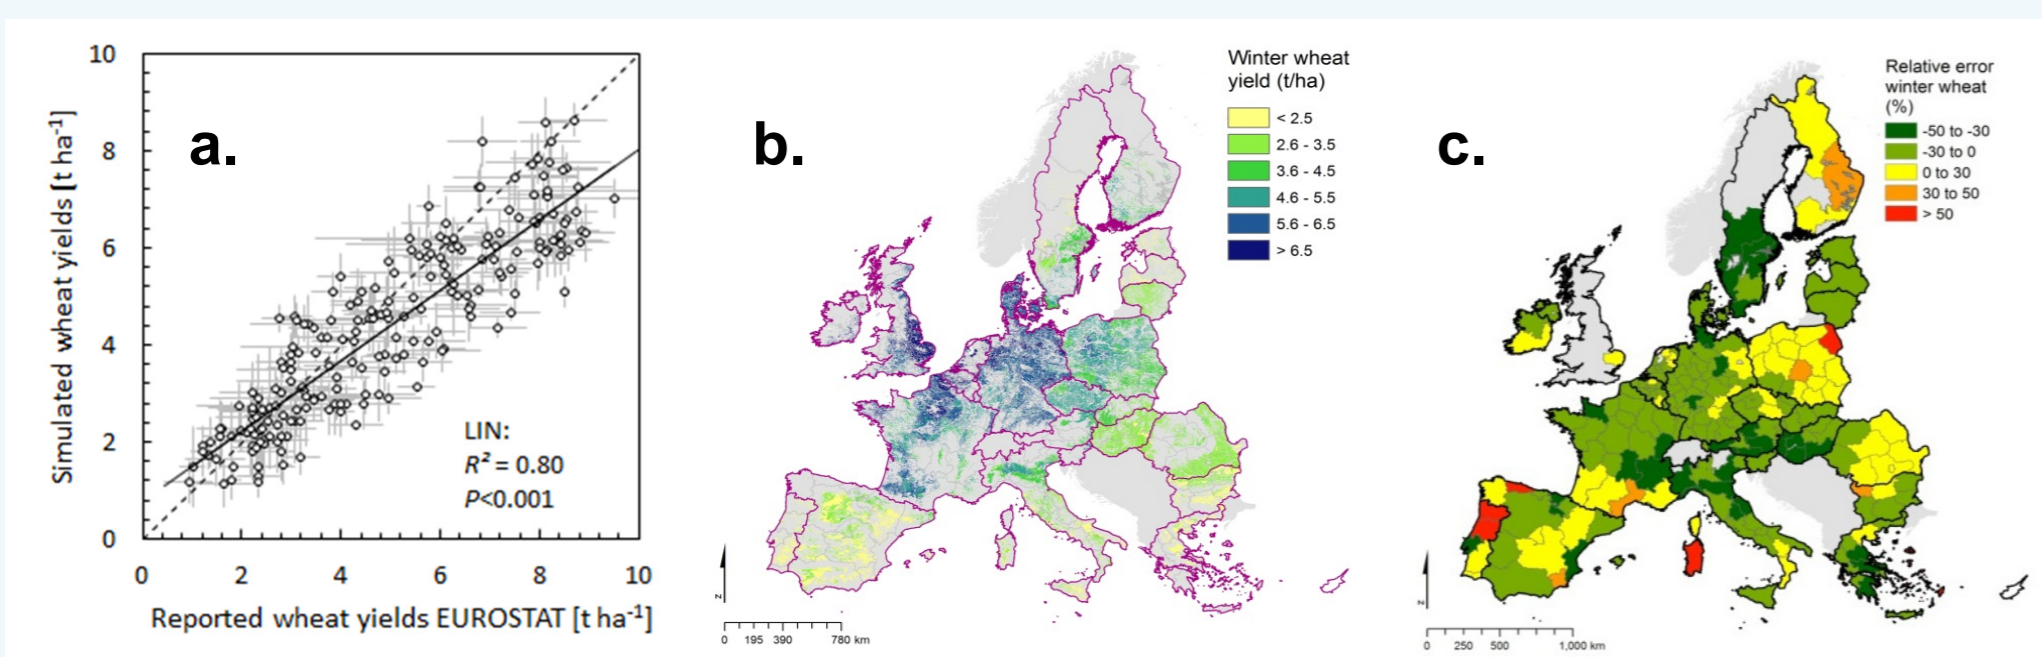 a.
Simulated wheat yields [t ha-1]
10
8
6
4
2
0
LIN:
R² = 0.80
P<0.001
0 2 4 6 8 10
Reported wheat yields EUROSTAT [t ha-1]
b.
Winter wheat
yield (t/ha)
< 2.5
2.6 - 3.5
3.6 - 4.5
4.6 - 5.5
5.6 - 6.5
> 6.5
N
0 195 390 780 km
c.
Relative error
winter wheat
(%)
-50 to -30
-30 to 0
0 to 30
30 to 50
> 50
N
0 250 500 1,000 km